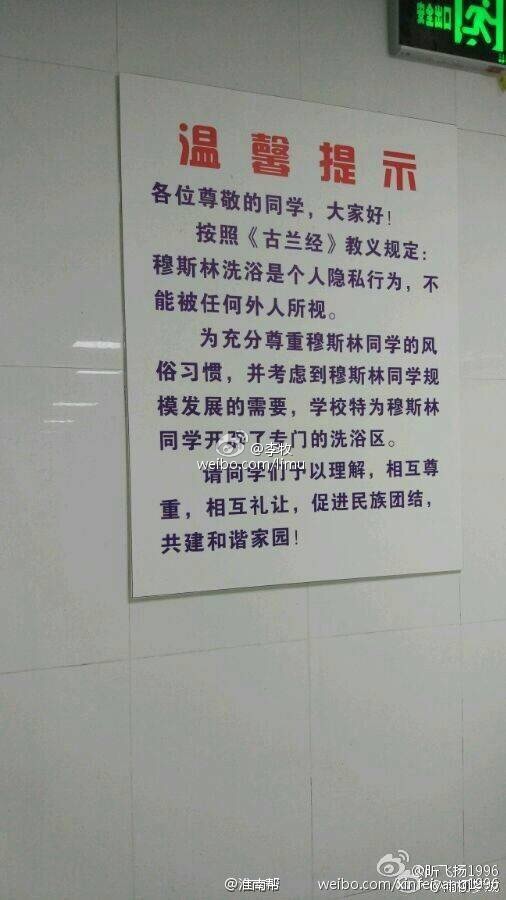 安全出口
温馨提示
各位尊敬的同学，大家好！
按照《古兰经》教义规定：
穆斯林洗浴是个人隐私行为，不
能被任何外人所视。
为充分尊重穆斯林同学的风
俗习惯，并考虑到穆斯林同学规
模发展的需要，学校特为穆斯林
同学开了专门的洗浴区。
@李牧
weibo.com/limu
请同学们予以理解，相互尊
重，相互礼让，促进民族团结，
共建和谐家园！
@昕飞扬1996
@淮南帮
weibo.com/xinfeiyang1996